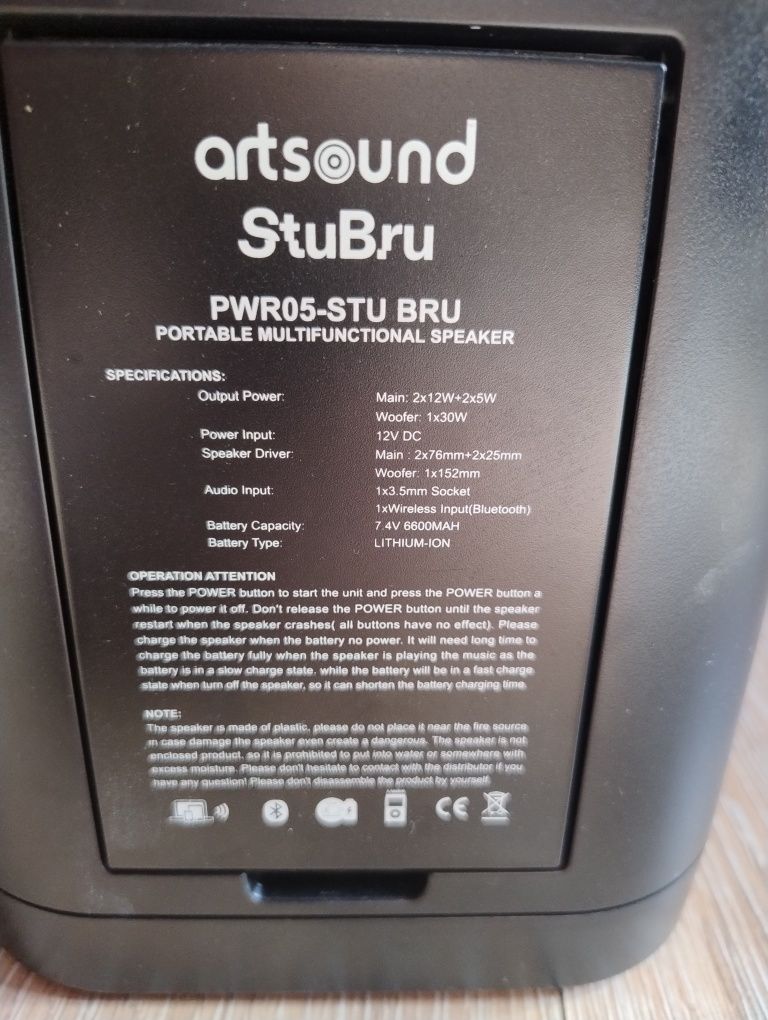 artsound
StuBru
PWR05-STU BRU
PORTABLE MULTIFUNCTIONAL SPEAKER
SPECIFICATIONS:
Output Power: Main: 2x12W+2x5W
Woofer: 1x30W
Power Input: 12V DC
Speaker Driver: Main : 2x76mm+2x25mm
Woofer: 1x152mm
Audio Input: 1x3.5mm Socket
1xWireless Input(Bluetooth)
Battery Capacity: 7.4V 6600MAH
Battery Type: LITHIUM-ION
OPERATION ATTENTION
Press the POWER button to start the unit and press the POWER button a
while to power it off. Don't release the POWER button until the speaker
restart when the speaker crashes( all buttons have no effect). Please
charge the speaker when the battery no power. It will need long time to
charge the battery fully when the speaker is playing the music as the
battery is in a slow charge state. while the battery will be in a fast charge
state when turn off the speaker, so it can shorten the battery charging time.
NOTE:
The speaker is made of plastic, please do not place it near the fire source
in case damage the speaker even create a dangerous. The speaker is not
enclosed product, so it is prohibited to put into water or somewhere with
excess moisture. Please don't hesitate to contact with the distributor if you
have any question! Please don't disassemble the product by yourself.
CE